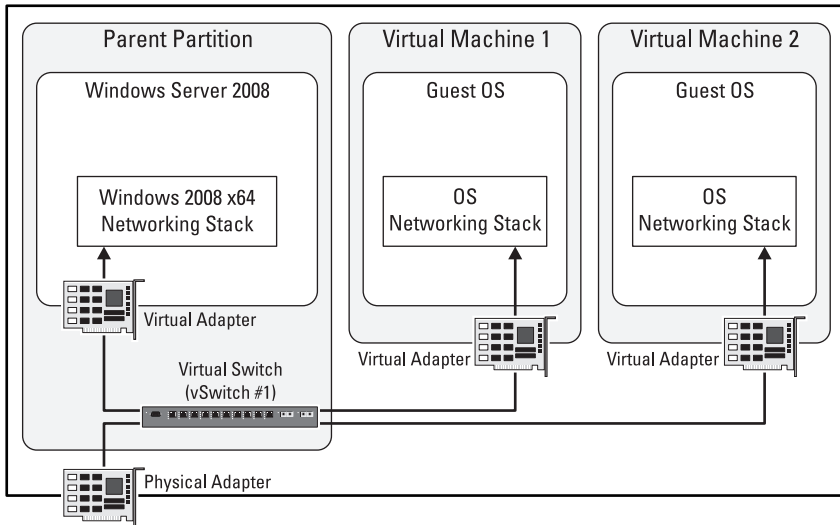 Parent Partition
Windows Server 2008
Windows 2008 x64
Networking Stack
Virtual Adapter
Virtual Switch
(vSwitch #1)
Physical Adapter
Virtual Machine 1
Guest OS
OS
Networking Stack
Virtual Adapter
Virtual Machine 2
Guest OS
OS
Networking Stack
Virtual Adapter